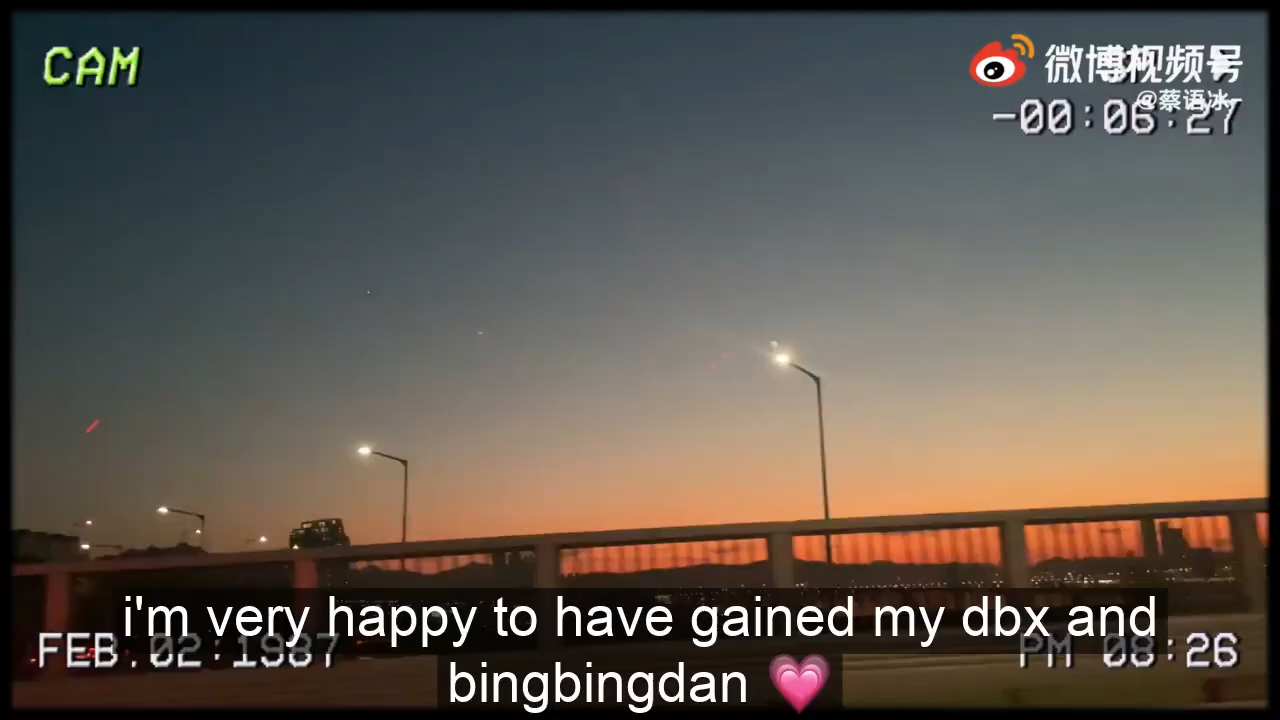 CAM
微博视频号
@蔡语冰
-00:06:27
i'm very happy to have gained my dbx and
bingbingdan 💗
FEB. 02:1987
PM 08:26